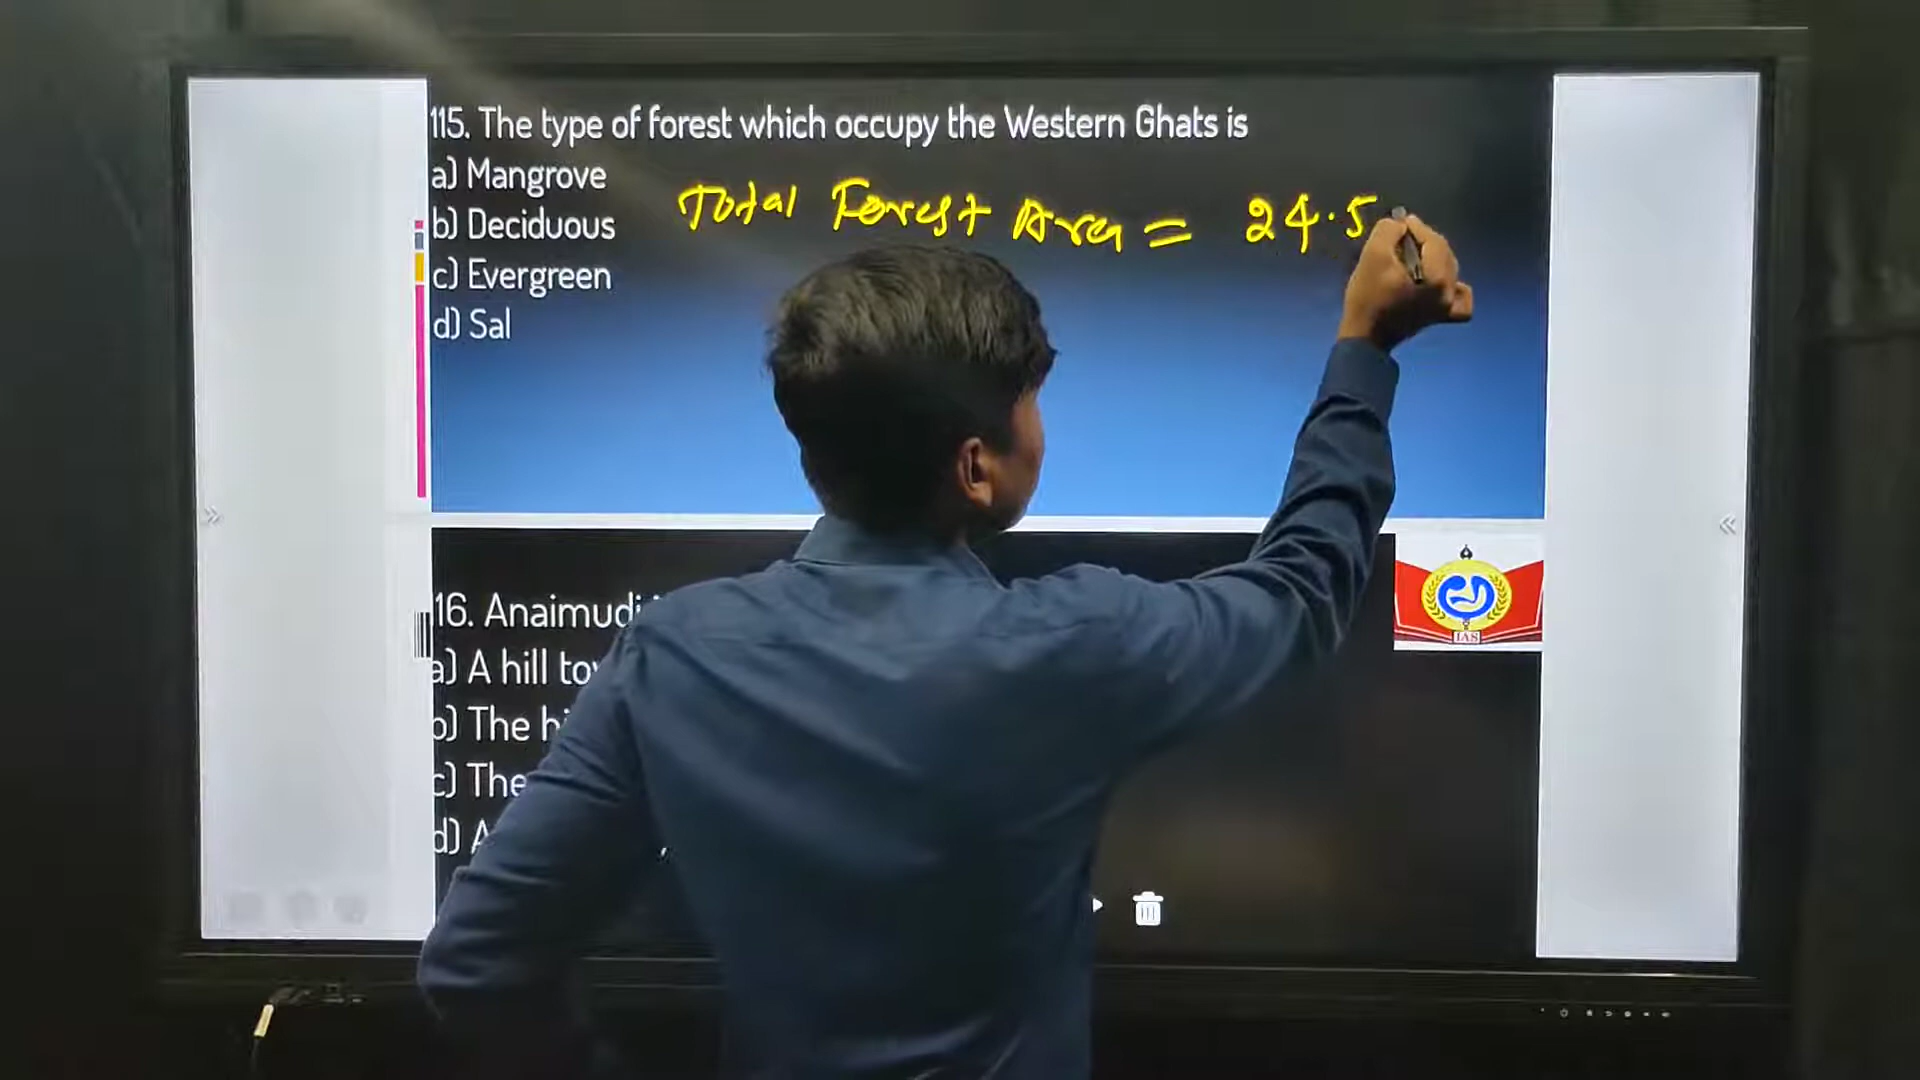 115. The type of forest which occupy the Western Ghats is
a) Mangrove
Total Forest Area = 24.5
b) Deciduous
c) Evergreen
d) Sal
16. Anaimudi
a) A hill
b) The
c) The
d) A
IAS